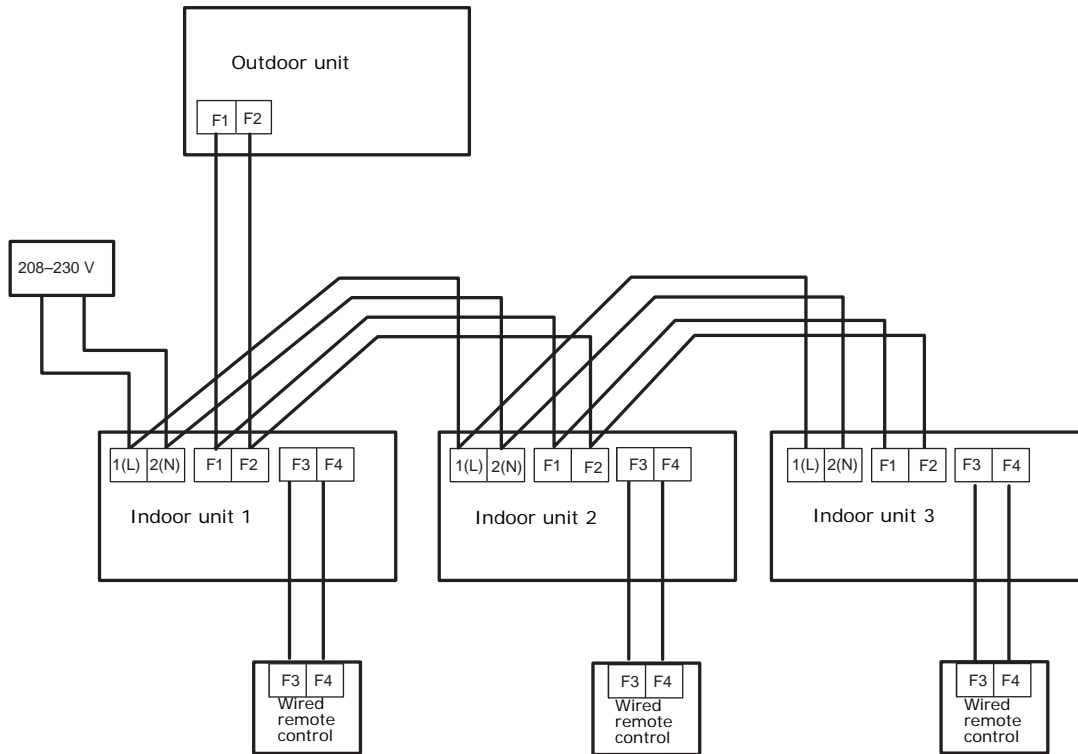 Outdoor unit
F1 F2
208–230 V
1(L) 2(N) F1 F2 F3 F4
Indoor unit 1
1(L) 2(N) F1 F2 F3 F4
Indoor unit 2
1(L) 2(N) F1 F2 F3 F4
Indoor unit 3
F3 F4
Wired
remote
control
F3 F4
Wired
remote
control
F3 F4
Wired
remote
control